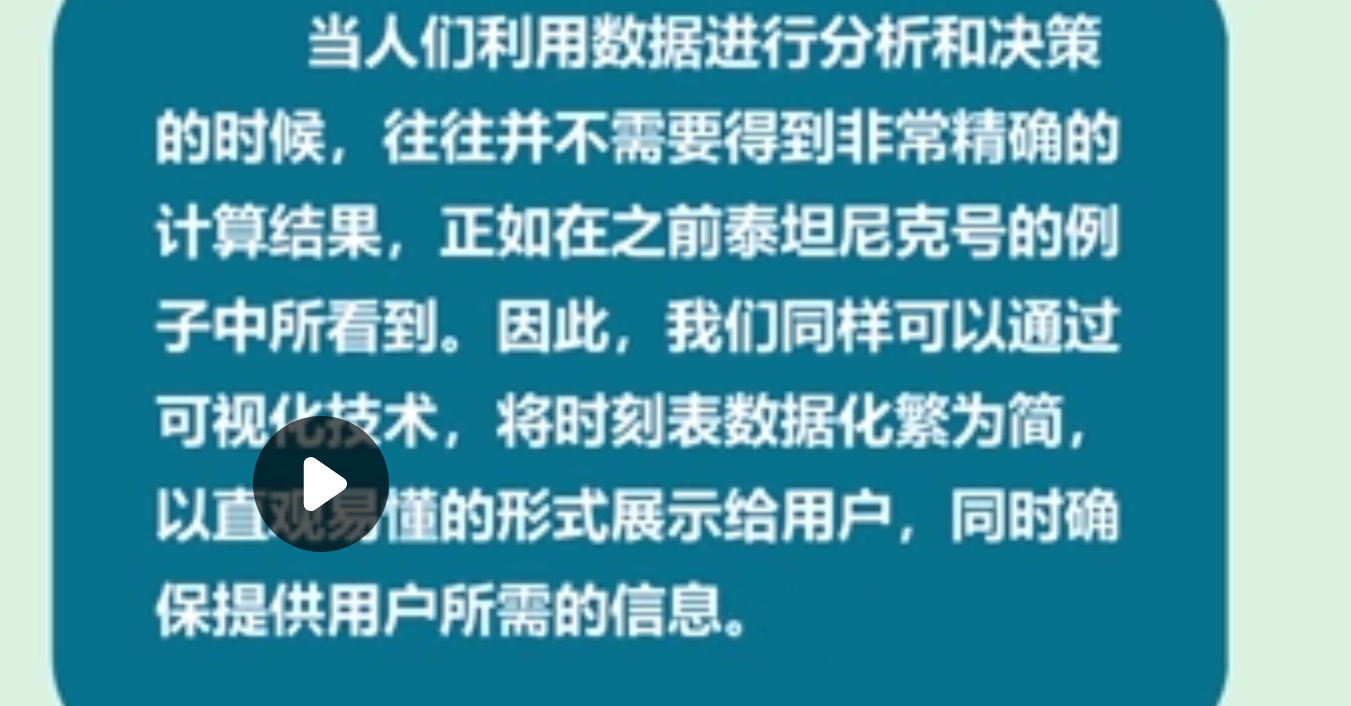 当人们利用数据进行分析和决策
的时候，往往并不需要得到非常精确的
计算结果，正如在之前泰坦尼克号的例
子中所看到。因此，我们同样可以通过
可视化技术，将时刻表数据化繁为简，
以直观易懂的形式展示给用户，同时确
保提供用户所需的信息。